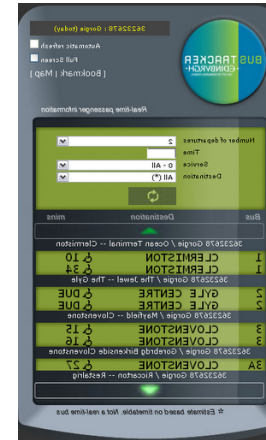 36232678 : Gorgie (today)
BUSTRACKER
·EDINBURGH·
Automatic refresh
Full Screen
[ Bookmark | Map ]
Real-time passenger information
Number of departures 2
Time
Service 0 - All
Destination All (*)
Bus Destination mins
36232678 Gorgie / Ocean Terminal -- Clermiston
1 CLERMISTON 10
1 CLERMISTON 34
36232678 Gorgie / The Jewel -- The Gyle
2 GYLE CENTRE DUE
2 GYLE CENTRE DUE
36232678 Gorgie / Mayfield -- Clovenstone
3 CLOVENSTONE 15
3 CLOVENSTONE 16
36232678 Gorgie / Birkenside Clovenstone
3A CLOVENSTONE 27
36232678 Gorgie / Riccarton -- Restalrig
* Estimate based on timetable. Not a real-time bus